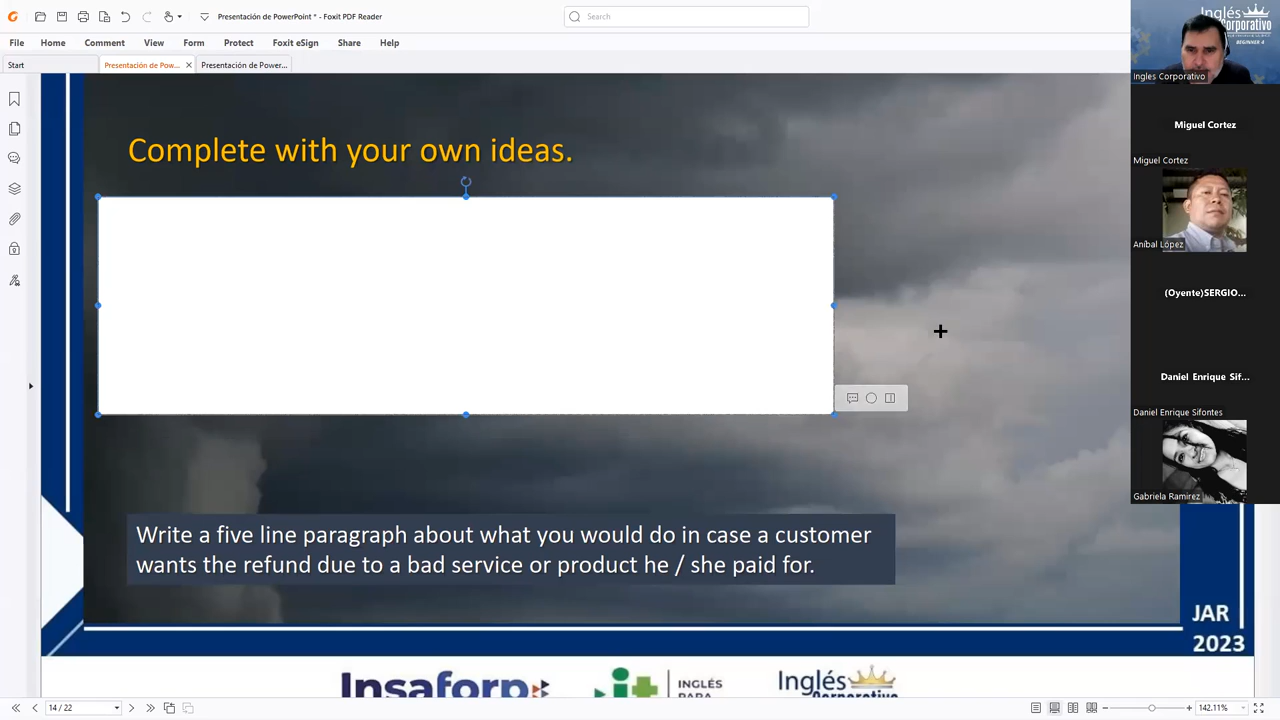 Presentación de PowerPoint * - Foxit PDF Reader
Search
File Home Comment View Form Protect Foxit eSign Share Help
Start
Presentación de Pow... ×
Presentación de Power...
Complete with your own ideas.
Write a five line paragraph about what you would do in case a customer
wants the refund due to a bad service or product he / she paid for.
JAR
2023
Insaforp
INGLÉS
PARA
Inglés
Corporativo
14 / 22
142.11%
Inglés
Corporativo
BEGINNER 4
Ingles Corporativo
Miguel Cortez
Miguel Cortez
Aníbal López
(Oyente)SERGIO...
Daniel Enrique Sif...
Daniel Enrique Sifontes
Gabriela Ramirez